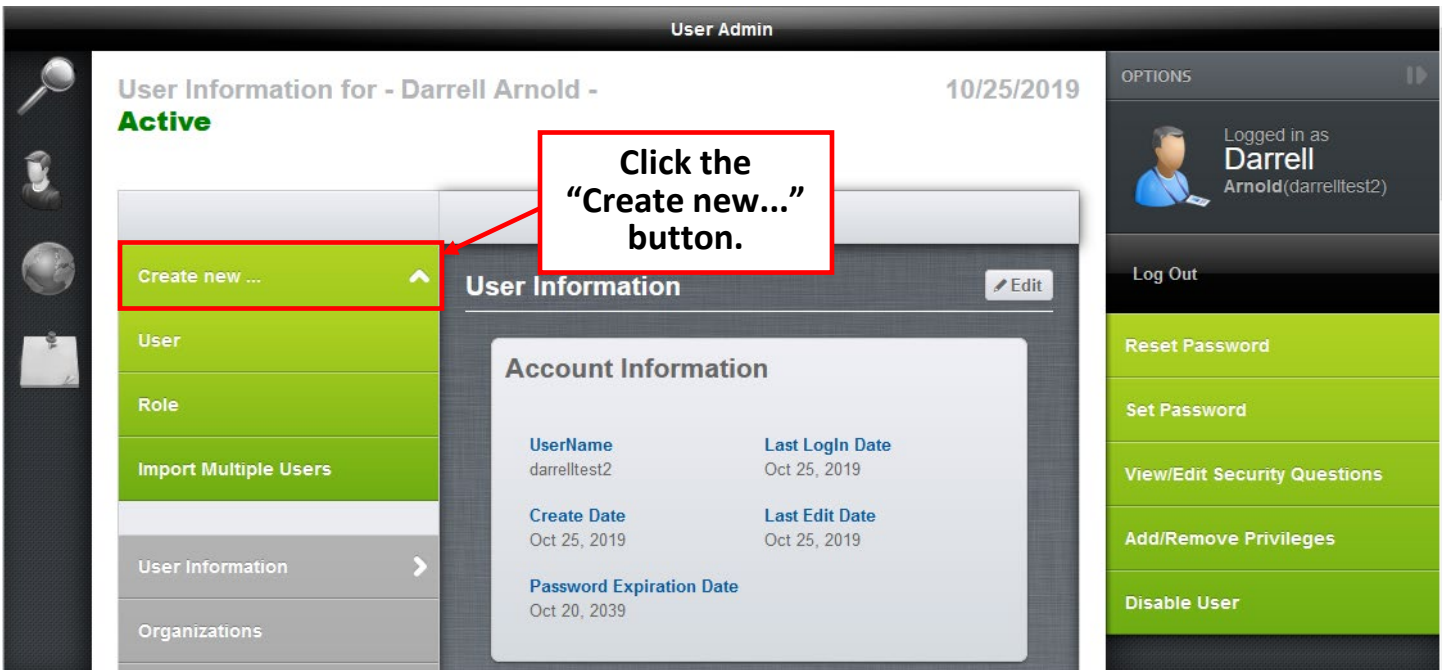 User Admin
User Information for - Darrell Arnold -
Active
10/25/2019
Click the
“Create new...”
button.
Create new ...
User
Role
Import Multiple Users
User Information
Organizations
User Information
Edit
Account Information
UserName
darrelltest2
Last LogIn Date
Oct 25, 2019
Create Date
Oct 25, 2019
Last Edit Date
Oct 25, 2019
Password Expiration Date
Oct 20, 2039
OPTIONS
Logged in as
Darrell
Arnold(darrelltest2)
Log Out
Reset Password
Set Password
View/Edit Security Questions
Add/Remove Privileges
Disable User